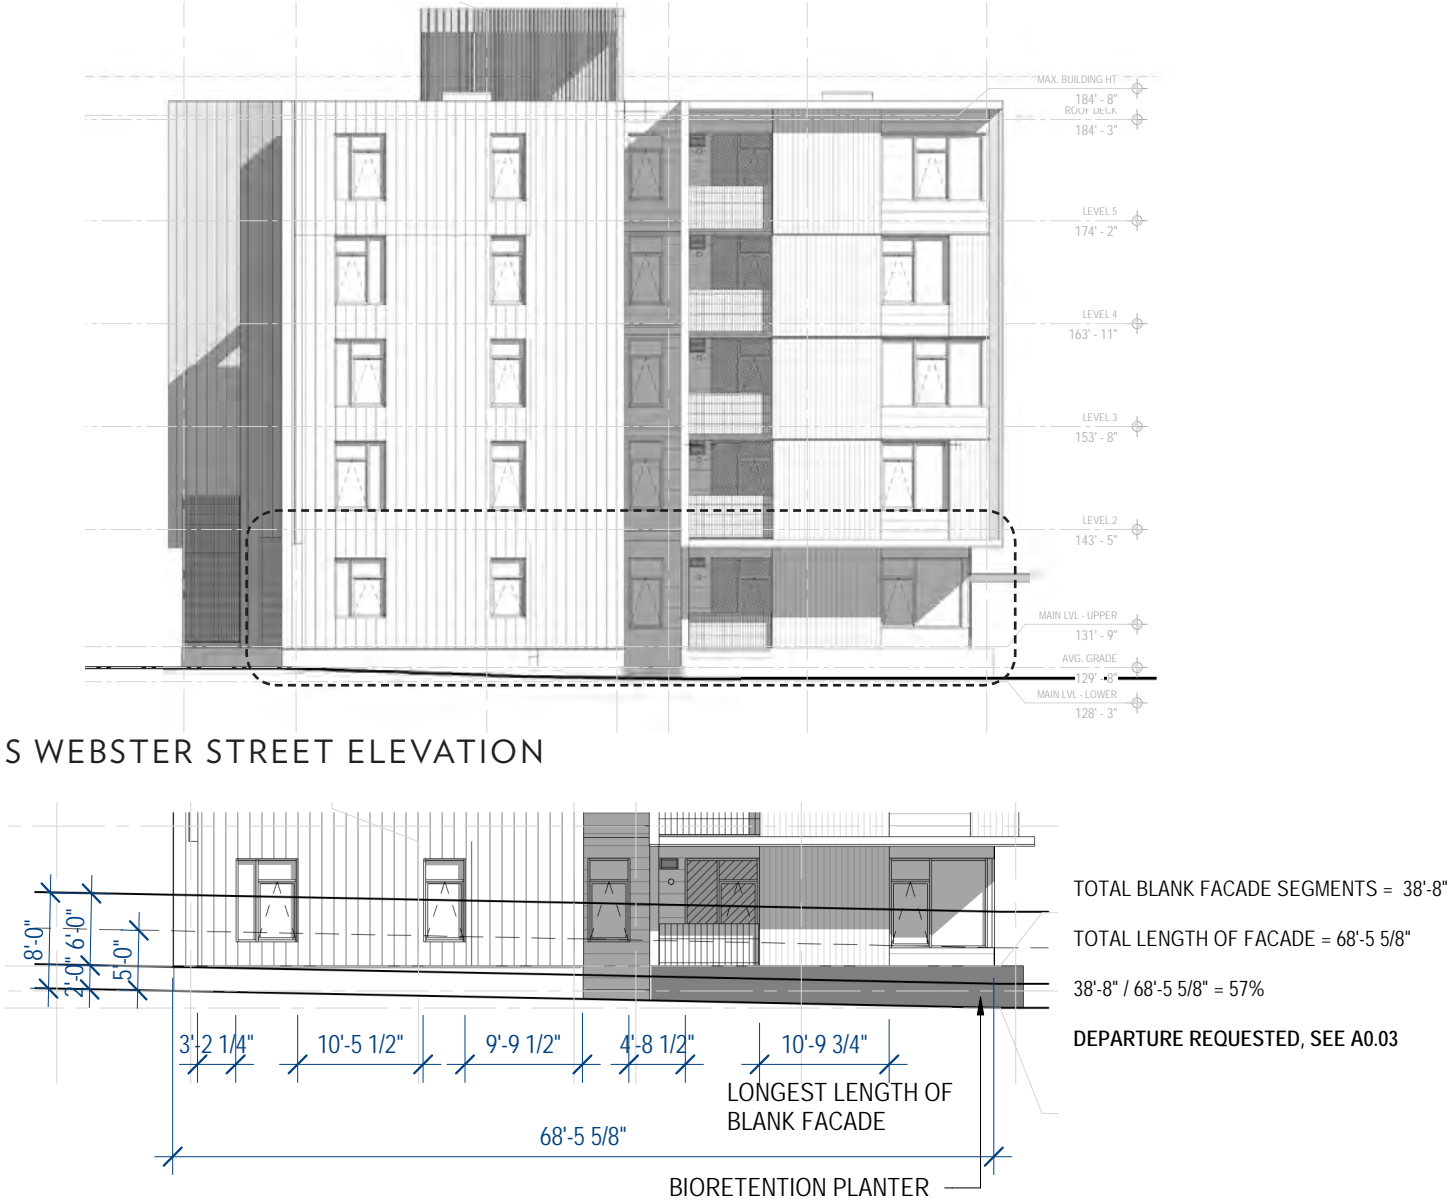 MAX. BUILDING HT
184' - 8"
ROOF DECK
184' - 3"
LEVEL 5
174' - 2"
LEVEL 4
163' - 11"
LEVEL 3
153' - 8"
LEVEL 2
143' - 5"
MAIN LVL - UPPER
131' - 9"
AVG. GRADE
129' - 8"
MAIN LVL - LOWER
128' - 3"
S WEBSTER STREET ELEVATION
8'-0"
2'-0"
6'-0"
5'-0"
TOTAL BLANK FACADE SEGMENTS = 38'-8"
TOTAL LENGTH OF FACADE = 68'-5 5/8"
38'-8" / 68'-5 5/8" = 57%
DEPARTURE REQUESTED, SEE A0.03
3'-2 1/4"
10'-5 1/2"
9'-9 1/2"
4'-8 1/2"
10'-9 3/4"
LONGEST LENGTH OF
BLANK FACADE
68'-5 5/8"
BIORETENTION PLANTER